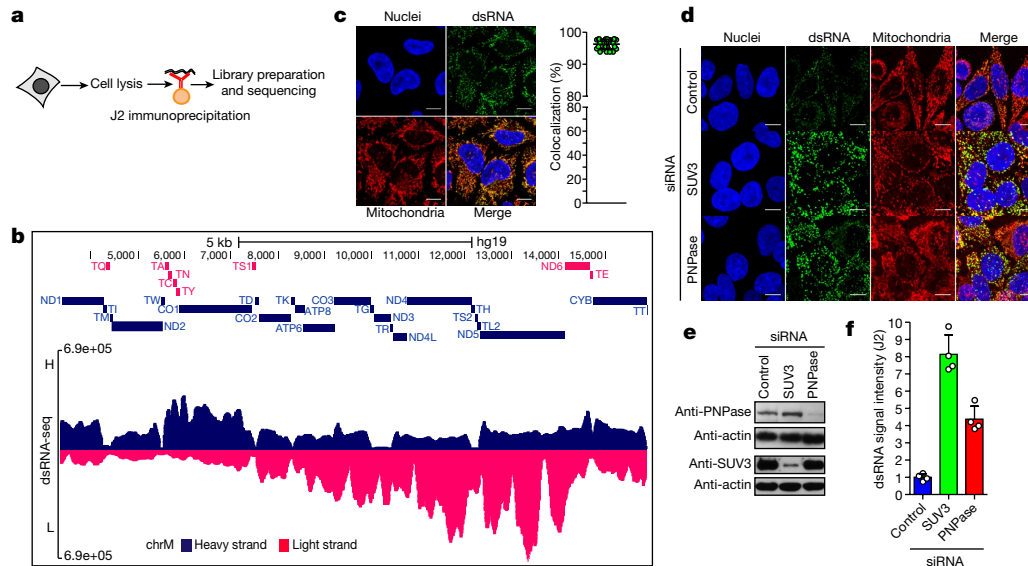 a
Cell lysis
Library preparation
and sequencing
J2 immunoprecipitation
c
Nuclei dsRNA
Mitochondria Merge
Colocalization (%)
100
90
80
80
60
40
20
0
d
Nuclei dsRNA Mitochondria Merge
siRNA
Control
SUV3
PNPase
b
5 kb hg19
5,000 6,000 7,000 8,000 9,000 10,000 11,000 12,000 13,000 14,000 15,000
TQ TA TS1 ND6
TN TE
TC
TY
ND1 TW TD TK CO3 ND4 CYB
TI CO1 ATP8 TG TH TT
TM CO2 ND3 TS2
ND2 ATP6 TR TL2
ND4L ND5
6.9e+05
H
dsRNA-seq
L
6.9e+05
chrM Heavy strand Light strand
e
siRNA
Control
SUV3
PNPase
Anti-PNPase
Anti-actin
Anti-SUV3
Anti-actin
f
dsRNA signal intensity (J2)
10
9
8
7
6
5
4
3
2
1
0
Control
SUV3
PNPase
siRNA